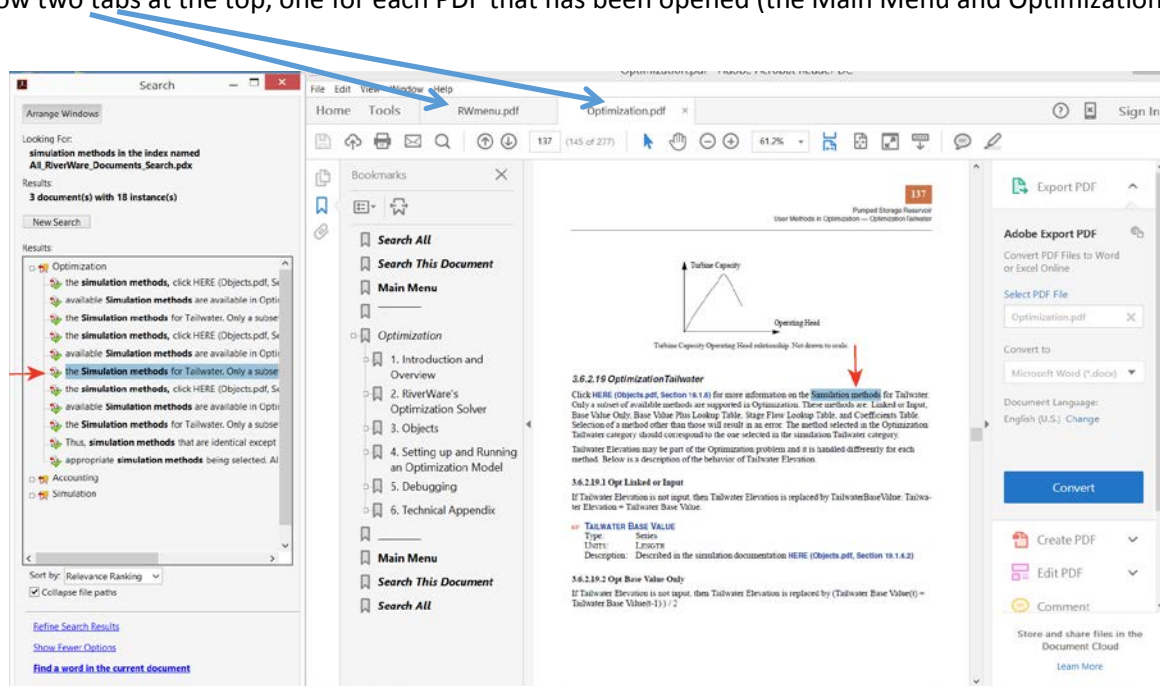 ow two tabs at the top, one for each PDF that has been opened (the Main Menu and Optimization
Search
Arrange Windows
Looking For:
simulation methods in the index named
All_RiverWare_Documents_Search.pdx
Results:
3 document(s) with 18 instance(s)
New Search
Results:
Optimization
the simulation methods, click HERE (Objects.pdf, Se
available Simulation methods are available in Opti
the Simulation methods for Tailwater. Only a subse
the simulation methods, click HERE (Objects.pdf, Se
available Simulation methods are available in Opti
the Simulation methods for Tailwater. Only a subse
the simulation methods, click HERE (Objects.pdf, Se
available Simulation methods are available in Opti
the Simulation methods for Tailwater. Only a subse
Thus, simulation methods that are identical except
appropriate simulation methods being selected. Al
Accounting
Simulation
Sort by: Relevance Ranking
Collapse file paths
Refine Search Results
Show Fewer Options
Find a word in the current document
Optimization.pdf - Adobe Acrobat Reader DC
File Edit View Window Help
Home Tools RWmenu.pdf Optimization.pdf × Sign In
137 (145 of 277) 61.2%
Bookmarks
Search All
Search This Document
Main Menu
Optimization
1. Introduction and
Overview
2. RiverWare's
Optimization Solver
3. Objects
4. Setting up and Running
an Optimization Model
5. Debugging
6. Technical Appendix
Main Menu
Search This Document
Search All
137
Pumped Storage Reservoir
User Methods in Optimization — OptimizationTailwater
Turbine Capacity
Operating Head
Turbine Capacity Operating Head relationship. Not drawn to scale.
3.6.2.19 OptimizationTailwater
Click HERE (Objects.pdf, Section 19.1.6) for more information on the Simulation methods for Tailwater.
Only a subset of available methods are supported in Optimization. These methods are: Linked or Input,
Base Value Only, Base Value Plus Lookup Table, Stage Flow Lookup Table, and Coefficients Table.
Selection of a method other than those will result in an error. The method selected in the Optimization
Tailwater category should correspond to the one selected in the simulation Tailwater category.
Tailwater Elevation may be part of the Optimization problem and it is handled differently for each
method. Below is a description of the behavior of Tailwater Elevation.
3.6.2.19.1 Opt Linked or Input
If Tailwater Elevation is not input, then Tailwater Elevation is replaced by TailwaterBaseValue: Tailwa-
ter Elevation = Tailwater Base Value.
TAILWATER BASE VALUE
Type: Series
Units: LENGTH
Description: Described in the simulation documentation HERE (Objects.pdf, Section 19.1.6.2)
3.6.2.19.2 Opt Base Value Only
If Tailwater Elevation is not input, then Tailwater Elevation is replaced by (Tailwater Base Value(t) +
Tailwater Base Value(t-1) ) / 2
Export PDF
Adobe Export PDF
Convert PDF Files to Word
or Excel Online
Select PDF File
Optimization.pdf
Convert to
Microsoft Word (*.docx)
Document Language:
English (U.S.) Change
Convert
Create PDF
Edit PDF
Comment
Store and share files in the
Document Cloud
Learn More